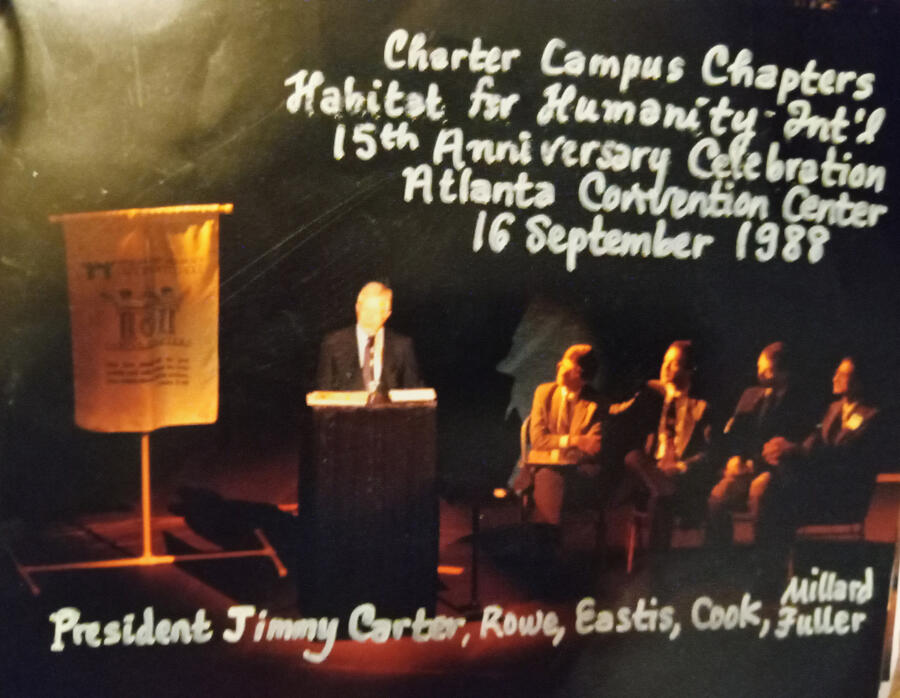 Charter Campus Chapters
Habitat for Humanity Int'l
15th Anniversary Celebration
Atlanta Convention Center
16 September 1988
President Jimmy Carter, Rowe, Eastis, Cook, Millard Fuller